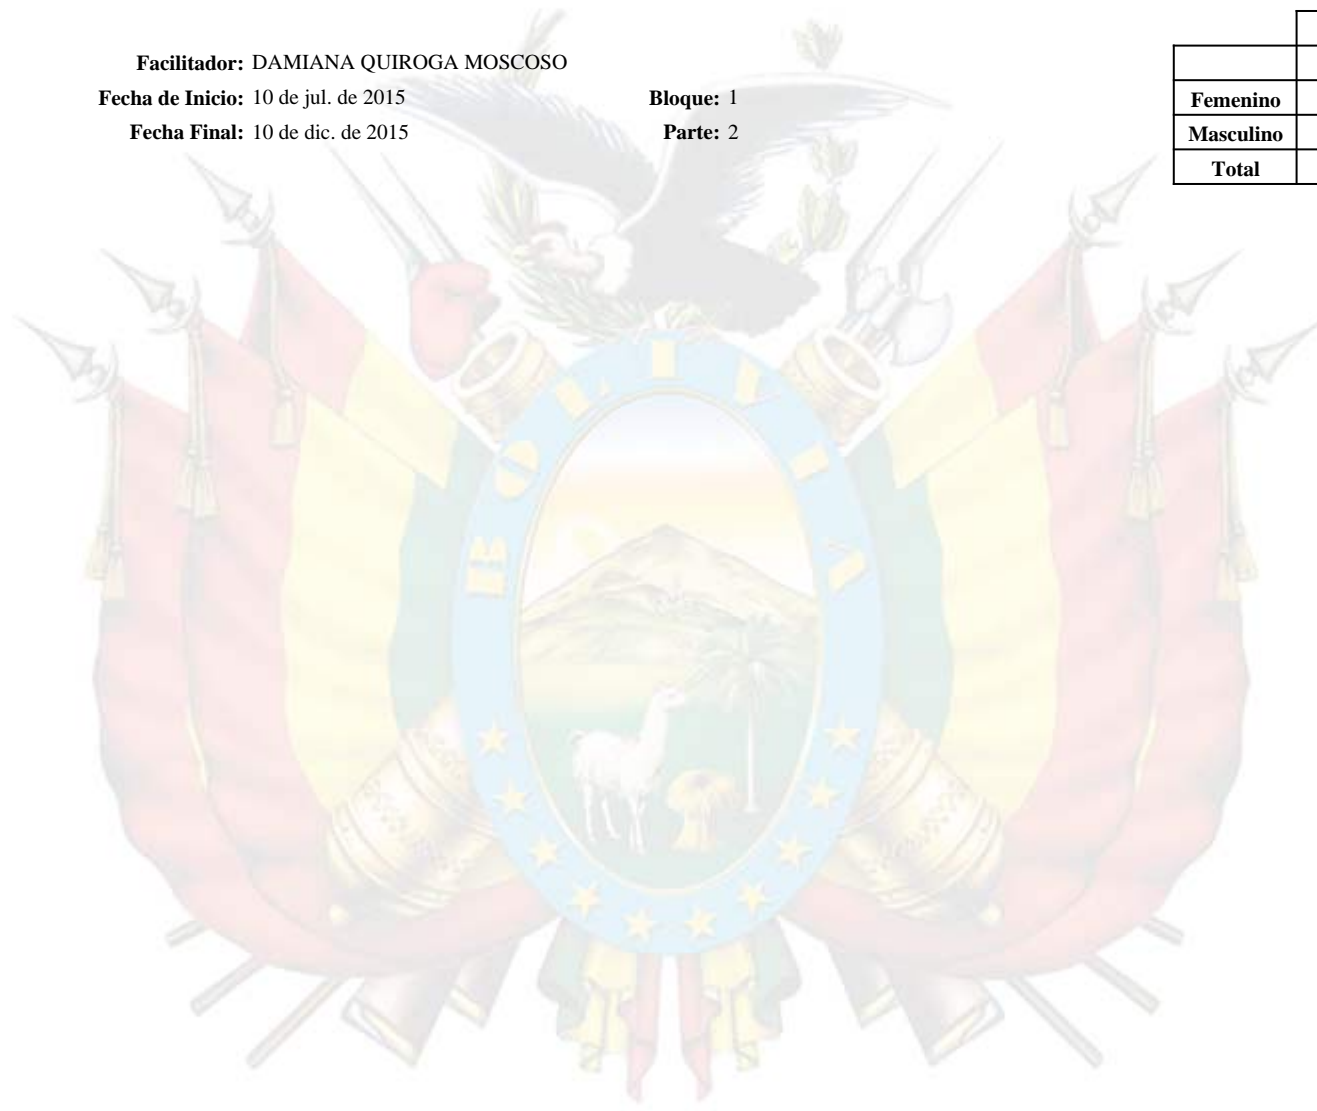 Facilitador: DAMIANA QUIROGA MOSCOSO
Fecha de Inicio: 10 de jul. de 2015 Bloque: 1
Fecha Final: 10 de dic. de 2015 Parte: 2
Femenino
Masculino
Total
BOLIVIA